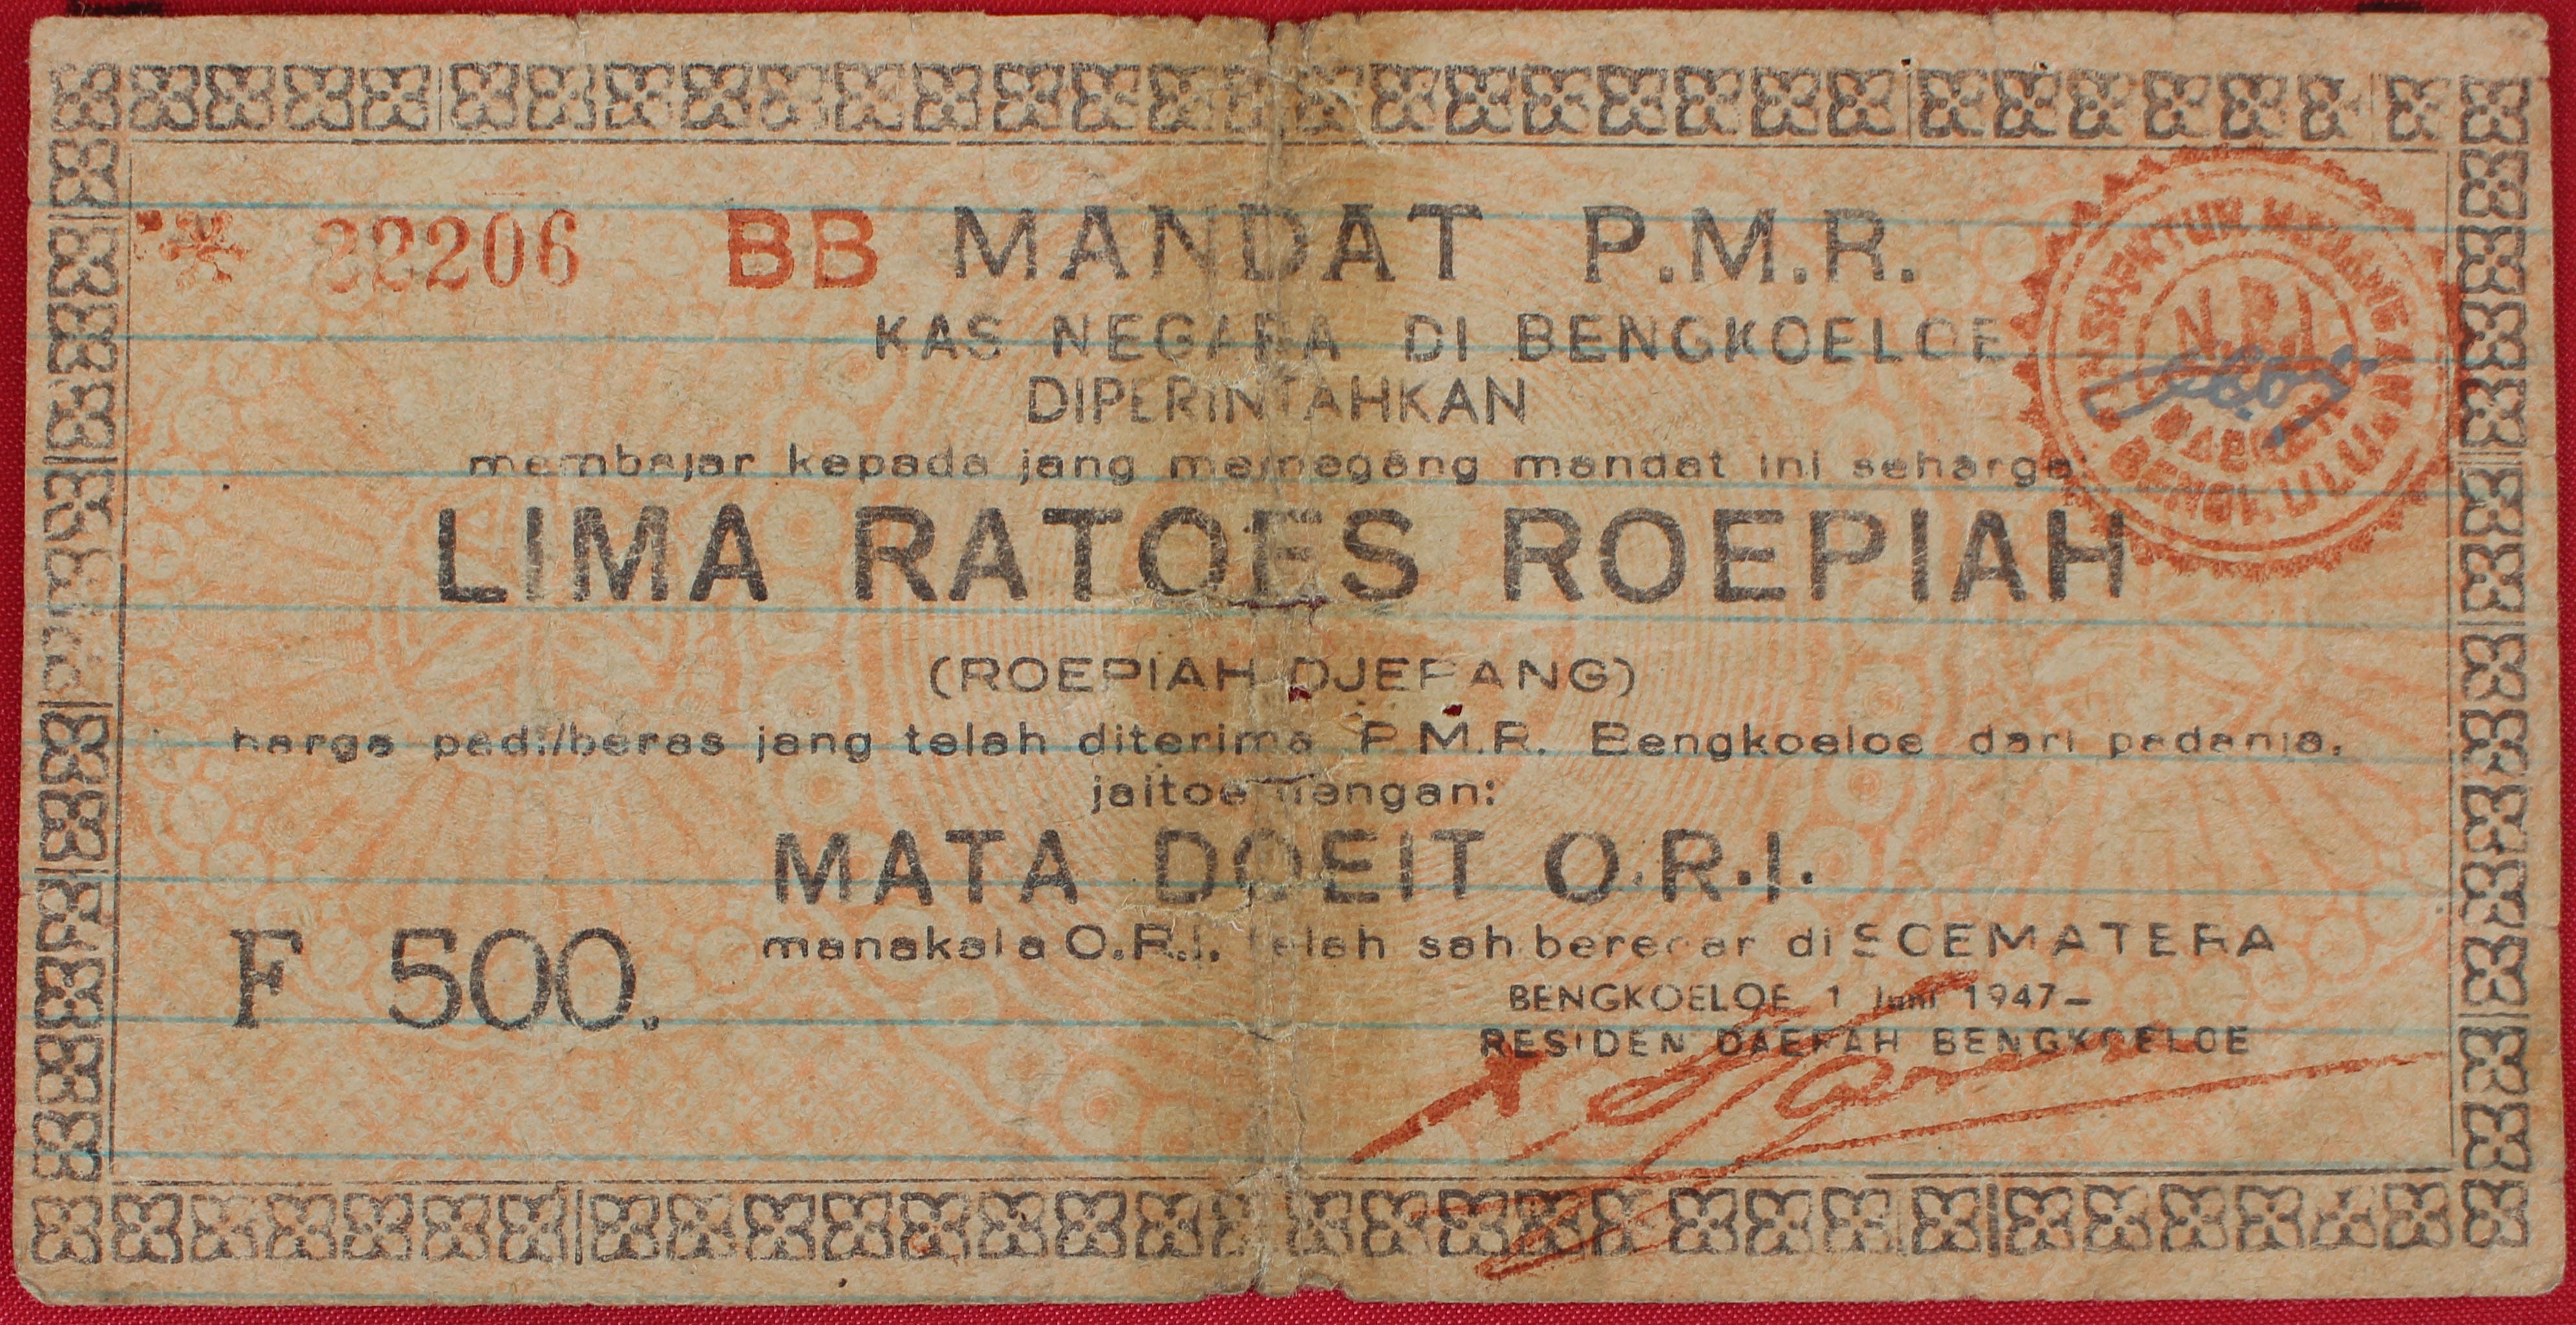 22206 BB MANDAT P.M.R.
KAS NEGARA DI BENGKOELOE
DIPERINTAHKAN
membajar kepada jang memegang mandat ini seharga
LIMA RATOES ROEPIAH
(ROEPIAH DJEPANG)
harga padi/beras jang telah diterima P.M.R. Bengkoeloe dari padanja,
jaitoe dengan:
MATA DOEIT O.R.I.
manakala O.R.I. telah sah beredar di SOEMATERA
F 500.
BENGKOELOE 1 Juni 1947–
RESIDEN DAERAH BENGKOELOE
N.R.I
BENGKULU